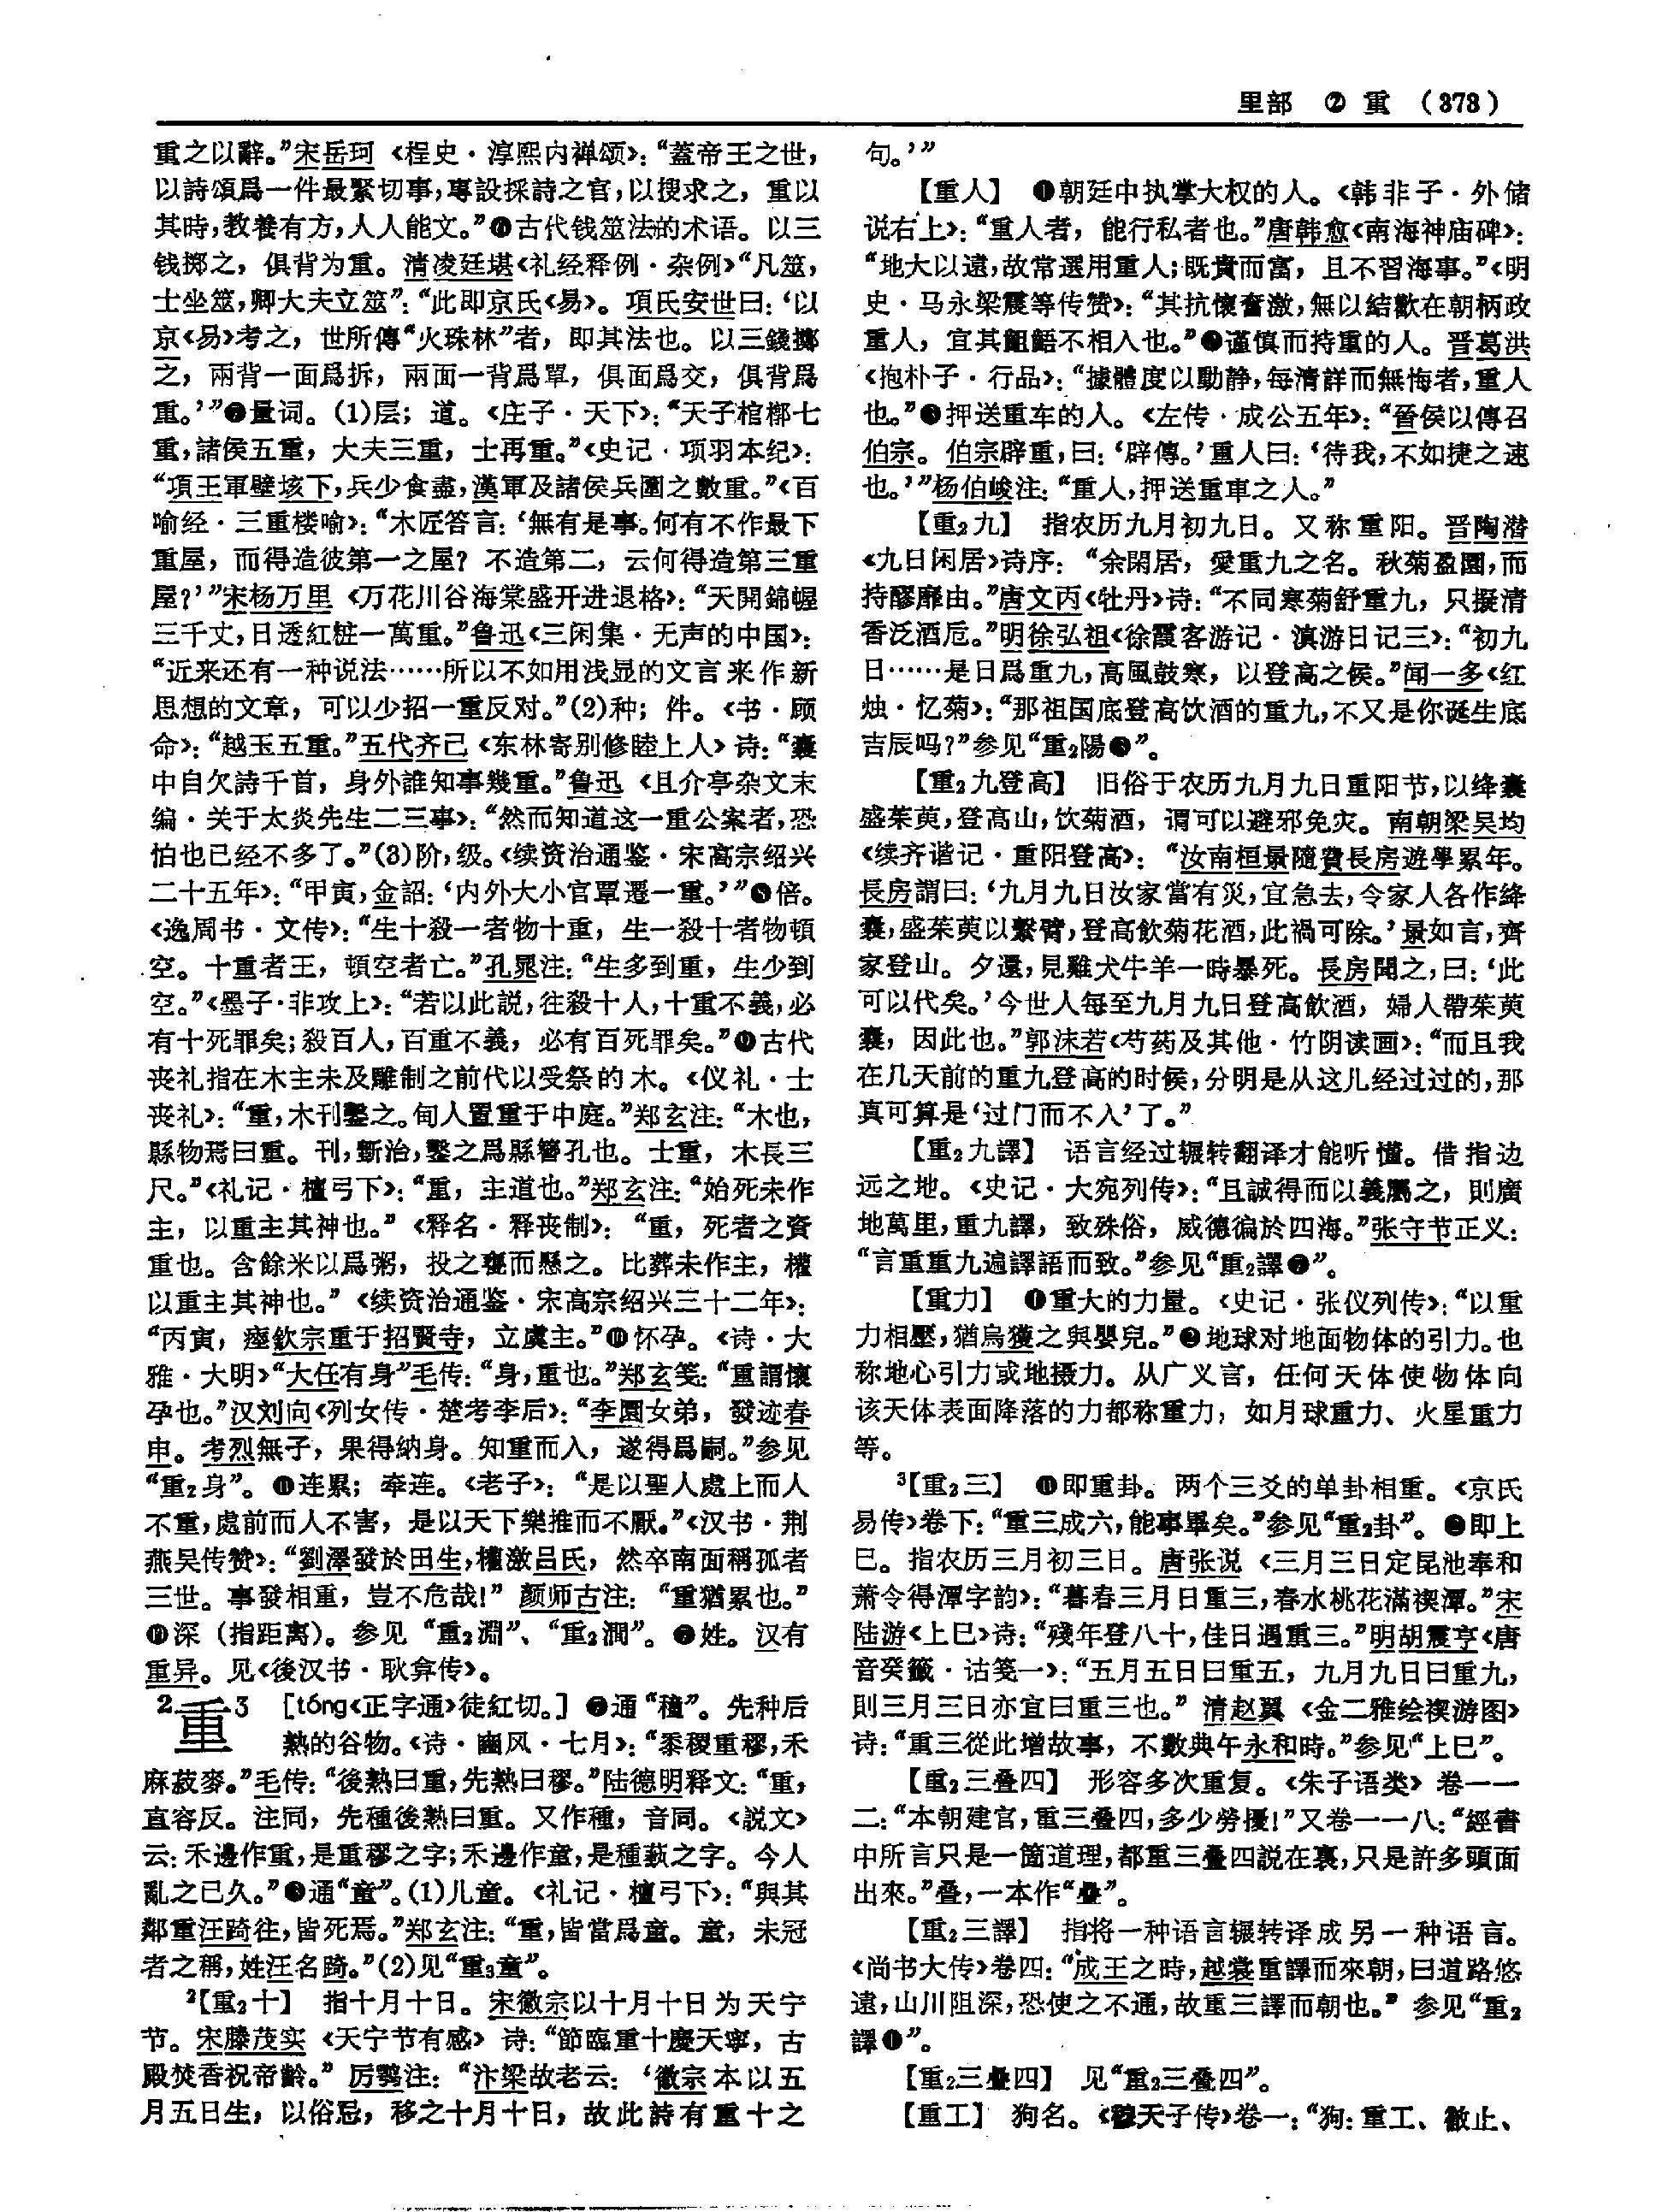 里部 ② 重 （373）
重之以辭。”宋岳珂《桯史·淳熙内禅颂》：“蓋帝王之世，
以詩頌爲一件最緊切事，專設採詩之官，以搜求之，重以
其時，教養有方，人人能文。”❻古代钱筮法的术语。以三
钱掷之，俱背为重。清凌廷堪《礼经释例·杂例》“凡筮，
士坐筮，卿大夫立筮”：“此即京氏《易》。項氏安世曰：‘以
京《易》考之，世所傳“火珠林”者，即其法也。以三錢擲
之，兩背一面爲拆，兩面一背爲單，俱面爲交，俱背爲
重。’”❼量词。(1)层；道。《庄子·天下》：“天子棺槨七
重，諸侯五重，大夫三重，士再重。”《史记·项羽本纪》：
“項王軍壁垓下，兵少食盡，漢軍及諸侯兵圍之數重。”《百
喻经·三重楼喻》：“木匠答言：‘無有是事。何有不作最下
重屋，而得造彼第一之屋？不造第二，云何得造第三重
屋？’”宋杨万里《万花川谷海棠盛开进退格》：“天開錦幄
三千丈，日透紅桩一萬重。”鲁迅《三闲集·无声的中国》：
“近来还有一种说法……所以不如用浅显的文言来作新
思想的文章，可以少招一重反对。”(2)种；件。《书·顾
命》：“越玉五重。”五代齐己《东林寄别修睦上人》诗：“囊
中自欠詩千首，身外誰知事幾重。”鲁迅《且介亭杂文末
编·关于太炎先生二三事》：“然而知道这一重公案者，恐
怕也已经不多了。”(3)阶，级。《续资治通鉴·宋高宗绍兴
二十五年》：“甲寅，金詔：‘内外大小官覃遷一重。’”❽倍。
《逸周书·文传》：“生十殺一者物十重，生一殺十者物頓
空。十重者王，頓空者亡。”孔晁注：“生多到重，生少到
空。”《墨子·非攻上》：“若以此説，往殺十人，十重不義，必
有十死罪矣；殺百人，百重不義，必有百死罪矣。”❾古代
丧礼指在木主未及雕制之前代以受祭的木。《仪礼·士
丧礼》：“重，木刊鑿之。甸人置重于中庭。”郑玄注：“木也，
縣物焉曰重。刊，斲治，鑿之爲縣簪孔也。士重，木長三
尺。”《礼记·檀弓下》：“重，主道也。”郑玄注：“始死未作
主，以重主其神也。”《释名·释丧制》：“重，死者之資
重也。含餘米以爲粥，投之甕而懸之。比葬未作主，權
以重主其神也。”《续资治通鉴·宋高宗绍兴三十二年》：
“丙寅，瘞欽宗重于招賢寺，立虞主。”❿怀孕。《诗·大
雅·大明》“大任有身”毛传：“身，重也。”郑玄笺：“重謂懷
孕也。”汉刘向《列女传·楚考李后》：“李園女弟，發迹春
申。考烈無子，果得納身。知重而入，遂得爲嗣。”参见
“重₂身”。⓫连累；牵连。《老子》：“是以聖人處上而人
不重，處前而人不害，是以天下樂推而不厭。”《汉书·荆
燕吴传赞》：“劉澤發於田生，權激吕氏，然卒南面稱孤者
三世。事發相重，豈不危哉！”颜师古注：“重猶累也。”
⓬深（指距离）。参见“重₂淵”、“重₂澗”。⓭姓。汉有
重异。见《後汉书·耿弇传》。
2重3 [tóng《正字通》徒紅切。]❶通“穜”。先种后
熟的谷物。《诗·豳风·七月》：“黍稷重穋，禾
麻菽麥。”毛传：“後熟曰重，先熟曰穋。”陆德明释文：“重，
直容反。注同，先種後熟曰重。又作種，音同。《説文》
云：禾邊作重，是重穋之字；禾邊作童，是種蓺之字。今人
亂之已久。”❷通“童”。(1)儿童。《礼记·檀弓下》：“與其
鄰重汪踦往，皆死焉。”郑玄注：“重，皆當爲童。童，未冠
者之稱，姓汪名踦。”(2)见“重₃童”。
²【重₂十】 指十月十日。宋徽宗以十月十日为天宁
节。宋滕茂实《天宁节有感》诗：“節臨重十慶天寧，古
殿焚香祝帝齡。”厉鹗注：“汴梁故老云：‘徽宗本以五
月五日生，以俗忌，移之十月十日，故此詩有重十之
句。’”
【重人】 ❶朝廷中执掌大权的人。《韩非子·外储
说右上》：“重人者，能行私者也。”唐韩愈《南海神庙碑》：
“地大以遠，故常選用重人；既貴而富，且不習海事。”《明
史·马永梁震等传赞》：“其抗懷奮激，無以結歡在朝柄政
重人，宜其齟齬不相入也。”❷谨慎而持重的人。晋葛洪
《抱朴子·行品》：“據體度以動静，每清詳而無悔者，重人
也。”❸押送重车的人。《左传·成公五年》：“晉侯以傳召
伯宗。伯宗辟重，曰：‘辟傳。’重人曰：‘待我，不如捷之速
也。’”杨伯峻注：“重人，押送重車之人。”
【重₂九】 指农历九月初九日。又称重阳。晋陶潜
《九日闲居》诗序：“余閑居，愛重九之名。秋菊盈園，而
持醪靡由。”唐文丙《牡丹》诗：“不同寒菊舒重九，只擬清
香泛酒卮。”明徐弘祖《徐霞客游记·滇游日记三》：“初九
日……是日爲重九，高風鼓寒，以登高之候。”闻一多《红
烛·忆菊》：“那祖国底登高饮酒的重九，不又是你诞生底
吉辰吗？”参见“重₂陽❸”。
【重₂九登高】 旧俗于农历九月九日重阳节，以绛囊
盛茱萸，登高山，饮菊酒，谓可以避邪免灾。南朝梁吴均
《续齐谐记·重阳登高》：“汝南桓景隨費長房遊學累年。
長房謂曰：‘九月九日汝家當有災，宜急去，令家人各作絳
囊，盛茱萸以繫臂，登高飲菊花酒，此禍可除。’景如言，齊
家登山。夕還，見雞犬牛羊一時暴死。長房聞之，曰：‘此
可以代矣。’今世人每至九月九日登高飲酒，婦人帶茱萸
囊，因此也。”郭沫若《芍药及其他·竹阴读画》：“而且我
在几天前的重九登高的时候，分明是从这儿经过过的，那
真可算是‘过门而不入’了。”
【重₂九譯】 语言经过辗转翻译才能听懂。借指边
远之地。《史记·大宛列传》：“且誠得而以義屬之，則廣
地萬里，重九譯，致殊俗，威德徧於四海。”张守节正义：
“言重重九遍譯語而致。”参见“重₂譯❷”。
【重力】 ❶重大的力量。《史记·张仪列传》：“以重
力相壓，猶烏獲之與嬰兒。”❷地球对地面物体的引力。也
称地心引力或地摄力。从广义言，任何天体使物体向
该天体表面降落的力都称重力，如月球重力、火星重力
等。
³【重₂三】 ❶即重卦。两个三爻的单卦相重。《京氏
易传》卷下：“重三成六，能事畢矣。”参见“重₂卦”。❷即上
巳。指农历三月初三日。唐张说《三月三日定昆池奉和
萧令得潭字韵》：“暮春三月日重三，春水桃花滿禊潭。”宋
陆游《上巳》诗：“殘年登八十，佳日遇重三。”明胡震亨《唐
音癸籤·诂笺一》：“五月五日曰重五，九月九日曰重九，
則三月三日亦宜曰重三也。”清赵翼《金二雅绘禊游图》
诗：“重三從此增故事，不數典午永和時。”参见“上巳”。
【重₂三叠四】 形容多次重复。《朱子语类》卷一一
二：“本朝建官，重三叠四，多少勞擾！”又卷一一八：“經書
中所言只是一箇道理，都重三叠四説在裏，只是許多頭面
出來。”叠，一本作“疊”。
【重₂三譯】 指将一种语言辗转译成另一种语言。
《尚书大传》卷四：“成王之時，越裳重譯而來朝，曰道路悠
遠，山川阻深，恐使之不通，故重三譯而朝也。”参见“重₂
譯❶”。
【重₂三疊四】 见“重₂三叠四”。
【重工】 狗名。《穆天子传》卷一：“狗：重工、徹止、